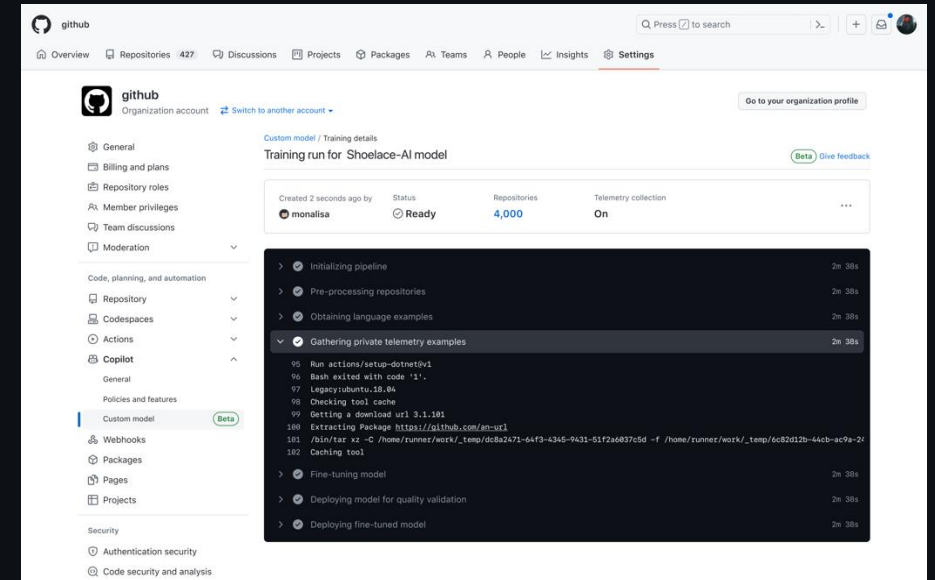 github
Press / to search
Overview Repositories 427 Discussions Projects Packages Teams People Insights Settings
github
Organization account Switch to another account
Go to your organization profile
General
Billing and plans
Repository roles
Member privileges
Team discussions
Moderation
Code, planning, and automation
Repository
Codespaces
Actions
Copilot
General
Policies and features
Custom model Beta
Webhooks
Packages
Pages
Projects
Security
Authentication security
Code security and analysis
Custom model / Training details
Training run for Shoelace-AI model
Beta Give feedback
Created 2 seconds ago by Status Repositories Telemetry collection
monalisa Ready 4,000 On
Initializing pipeline 2m 38s
Pre-processing repositories 2m 38s
Obtaining language examples 2m 38s
Gathering private telemetry examples 2m 38s
95 Run actions/setup-dotnet@v1
96 Bash exited with code '1'.
97 Legacy:ubuntu.18.04
98 Checking tool cache
99 Getting a download url 3.1.101
100 Extracting Package https://github.com/an-url
101 /bin/tar xz -C /home/runner/work/_temp/dc8a2471-64f3-4345-9431-51f2a6037c5d -f /home/runner/work/_temp/6c82d12b-44cb-ac9a-24
102 Caching tool
Fine-tuning model 2m 38s
Deploying model for quality validation 2m 38s
Deploying fine-tuned model 2m 38s